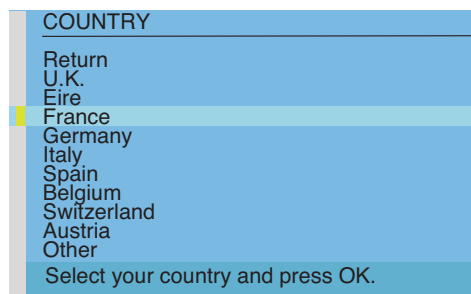 COUNTRY
Return
U.K.
Eire
France
Germany
Italy
Spain
Belgium
Switzerland
Austria
Other
Select your country and press OK.